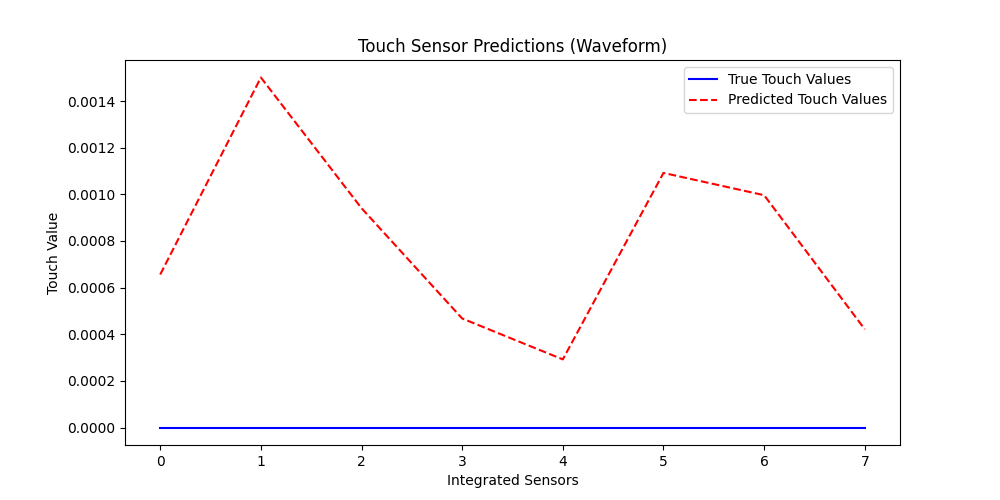 Touch Sensor Predictions (Waveform)
True Touch Values
Predicted Touch Values
Touch Value
0.0014
0.0012
0.0010
0.0008
0.0006
0.0004
0.0002
0.0000
0 1 2 3 4 5 6 7
Integrated Sensors